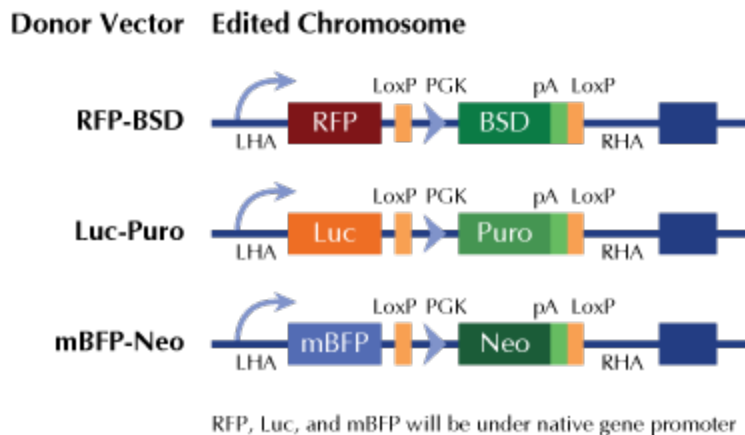 Donor Vector Edited Chromosome
LoxP PGK pA LoxP
RFP-BSD RFP BSD
LHA RHA
LoxP PGK pA LoxP
Luc-Puro Luc Puro
LHA RHA
LoxP PGK pA LoxP
mBFP-Neo mBFP Neo
LHA RHA
RFP, Luc, and mBFP will be under native gene promoter